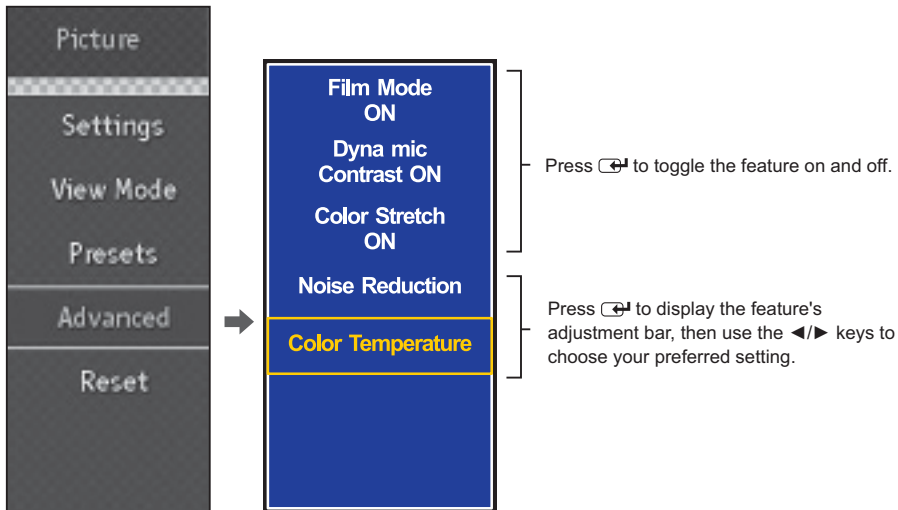 Picture
Settings
View Mode
Presets
Advanced
Reset
Film Mode
ON
Dyna mic
Contrast ON
Color Stretch
ON
Noise Reduction
Color Temperature
Press to toggle the feature on and off.
Press to display the feature's
adjustment bar, then use the ◄/► keys to
choose your preferred setting.